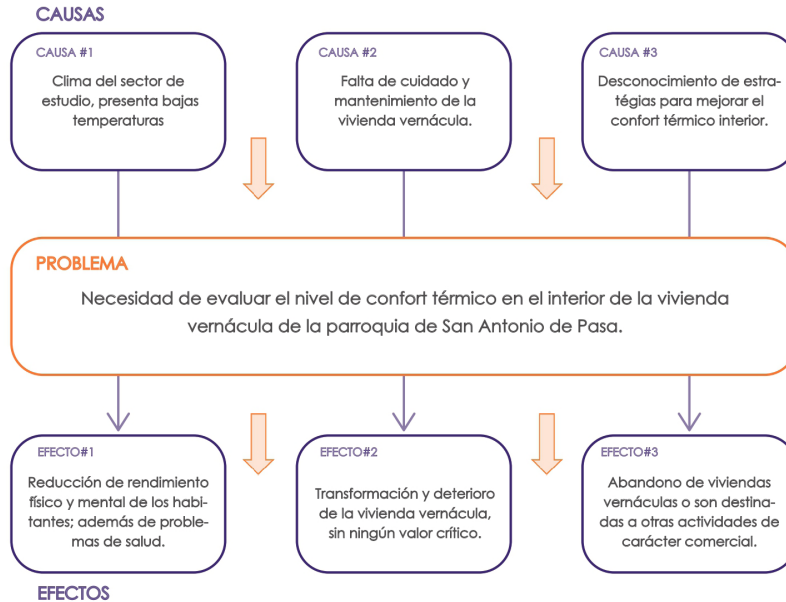 CAUSAS
CAUSA #1
Clima del sector de
estudio, presenta bajas
temperaturas
CAUSA #2
Falta de cuidado y
mantenimiento de la
vivienda vernácula.
CAUSA #3
Desconocimiento de estra-
tégias para mejorar el
confort térmico interior.
PROBLEMA
Necesidad de evaluar el nivel de confort térmico en el interior de la vivienda
vernácula de la parroquia de San Antonio de Pasa.
EFECTO#1
Reducción de rendimiento
físico y mental de los habi-
tantes; además de proble-
mas de salud.
EFECTO#2
Transformación y deterioro
de la vivienda vernácula,
sin ningún valor crítico.
EFECTO#3
Abandono de viviendas
vernáculas o son destina-
das a otras actividades de
carácter comercial.
EFECTOS